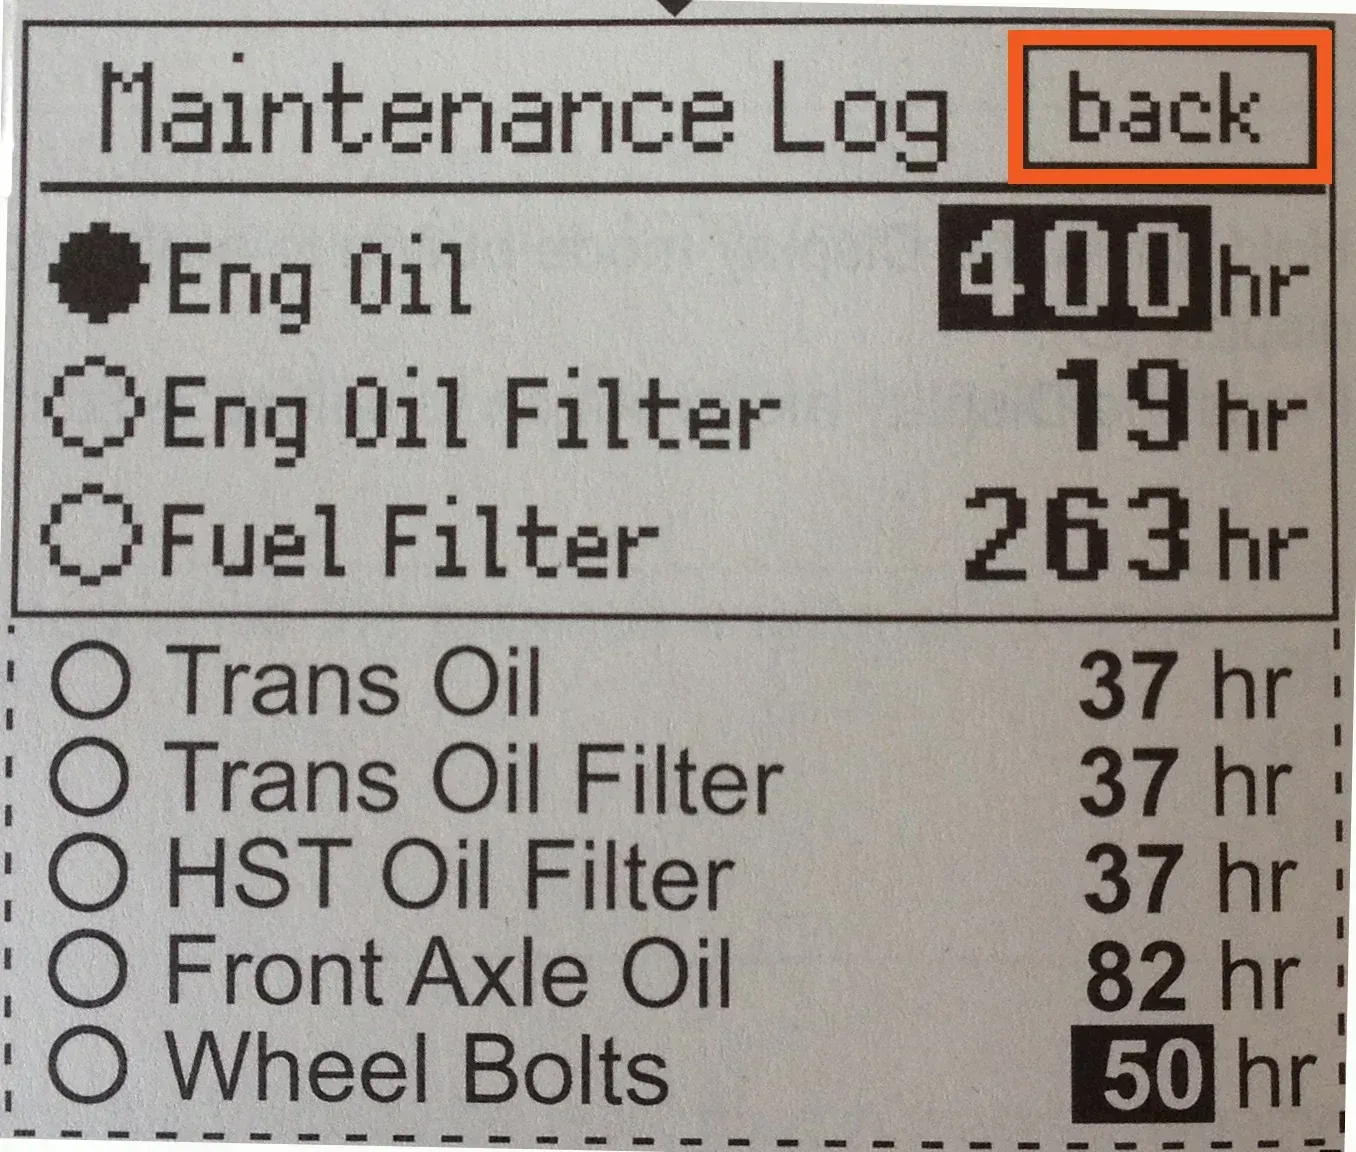 Maintenance Log back
Eng Oil 400 hr
Eng Oil Filter 19 hr
Fuel Filter 263 hr
Trans Oil 37 hr
Trans Oil Filter 37 hr
HST Oil Filter 37 hr
Front Axle Oil 82 hr
Wheel Bolts 50 hr